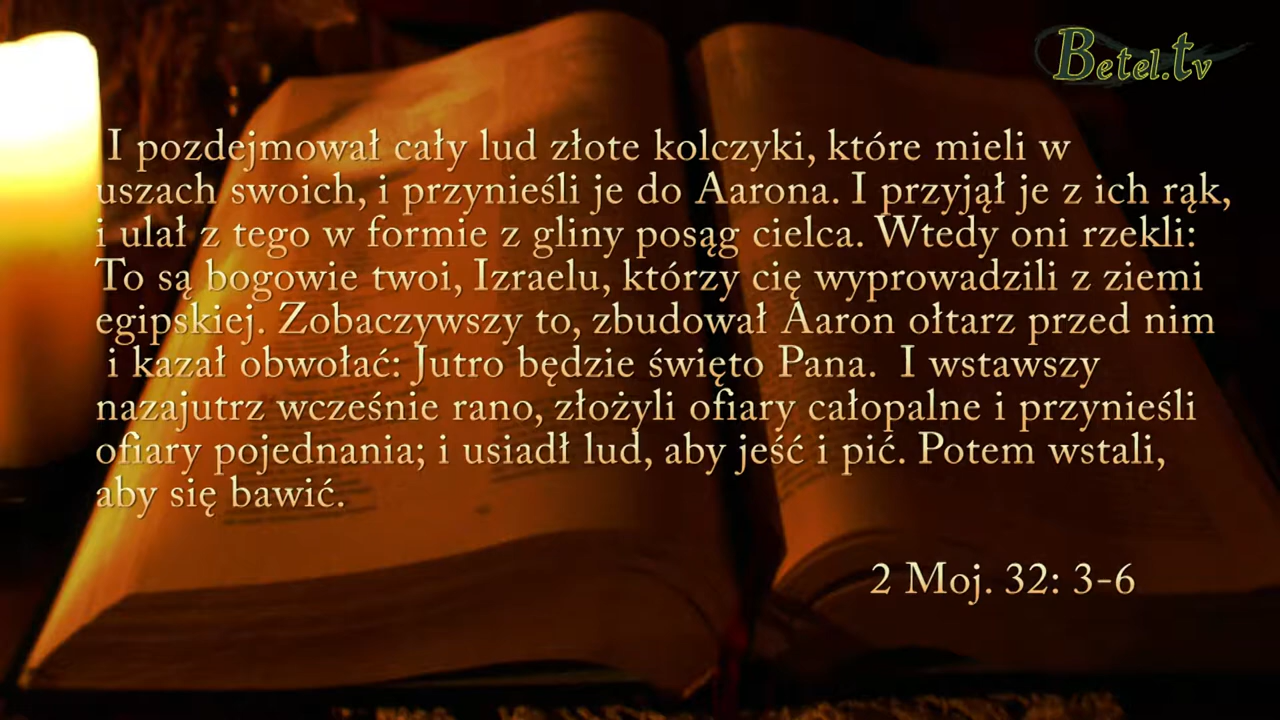 Betel.tv
I pozdejmował cały lud złote kolczyki, które mieli w
uszach swoich, i przynieśli je do Aarona. I przyjął je z ich rąk,
i ulał z tego w formie z gliny posąg cielca. Wtedy oni rzekli:
To są bogowie twoi, Izraelu, którzy cię wyprowadzili z ziemi
egipskiej. Zobaczywszy to, zbudował Aaron ołtarz przed nim
i kazał obwołać: Jutro będzie święto Pana. I wstawszy
nazajutrz wcześnie rano, złożyli ofiary całopalne i przynieśli
ofiary pojednania; i usiadł lud, aby jeść i pić. Potem wstali,
aby się bawić.
2 Moj. 32: 3-6